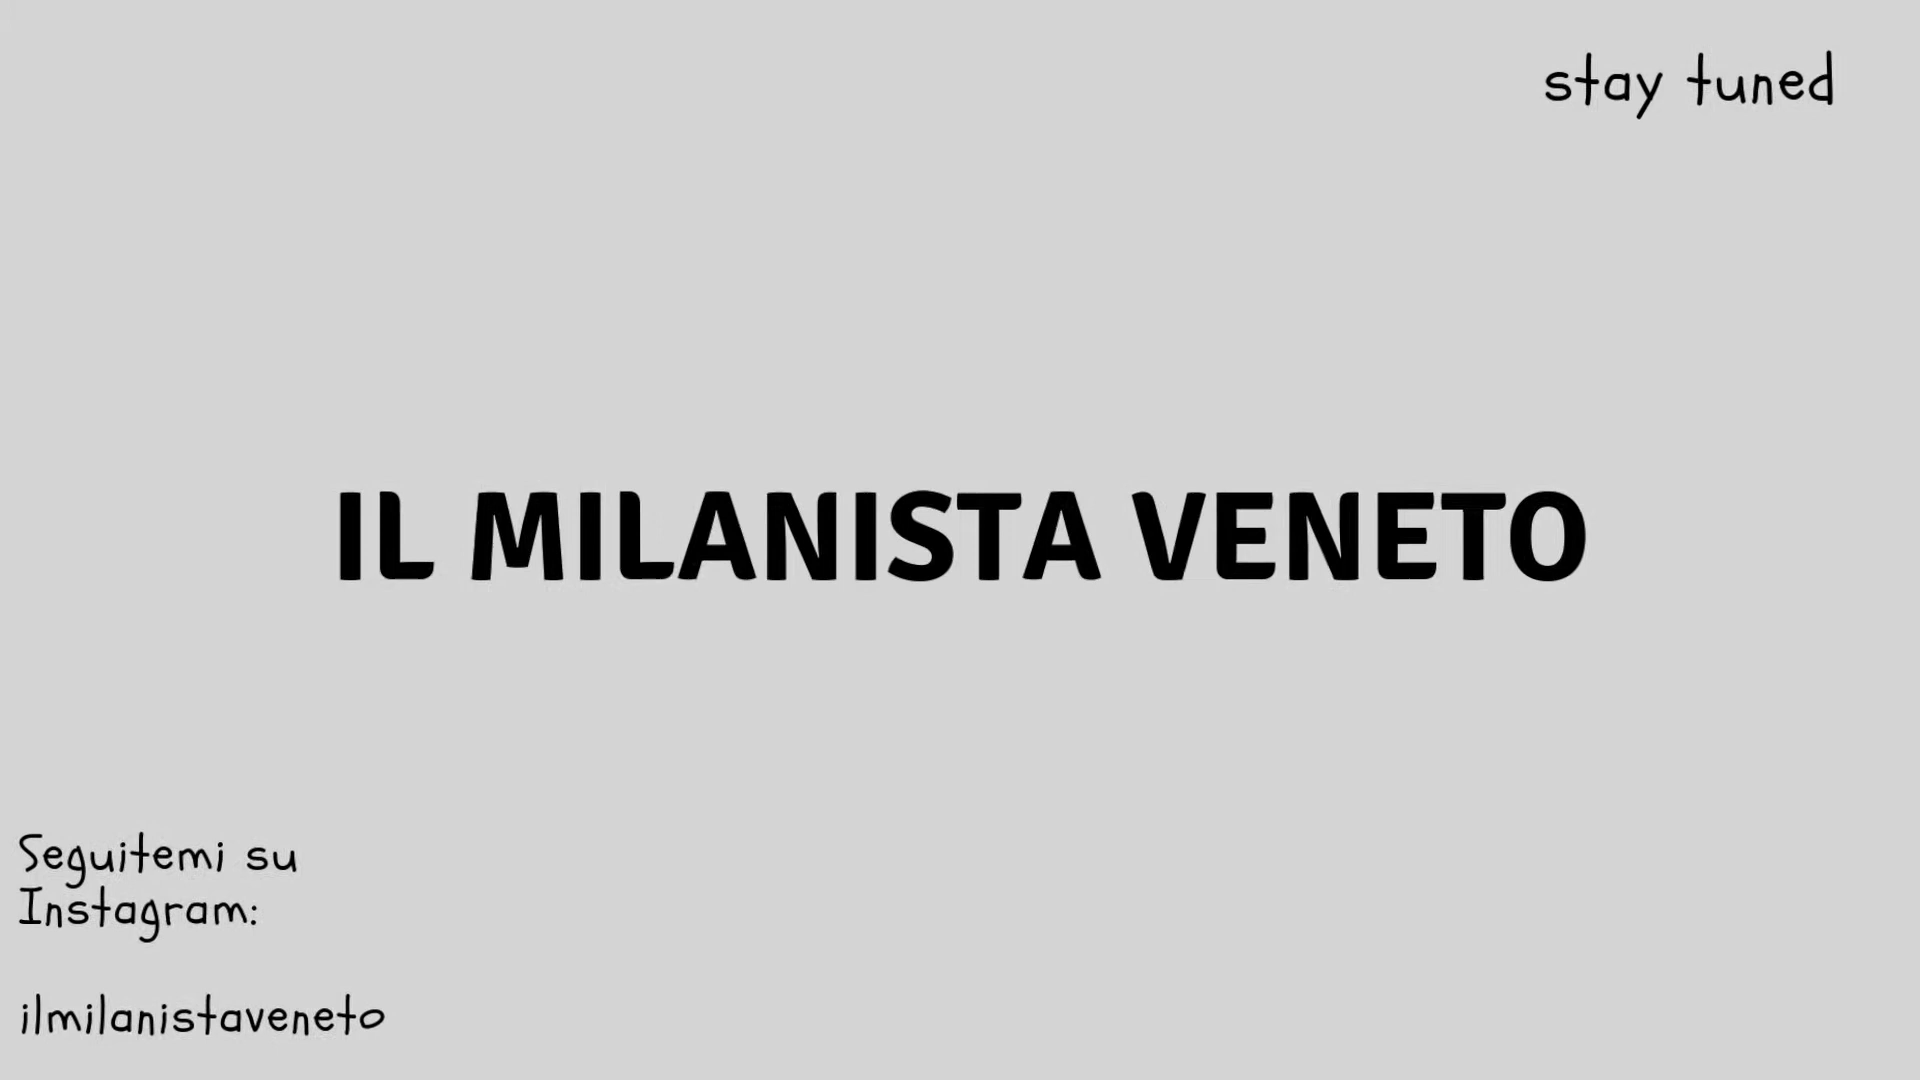 stay tuned
IL MILANISTA VENETO
Seguitemi su
Instagram:
ilmilanistaveneto